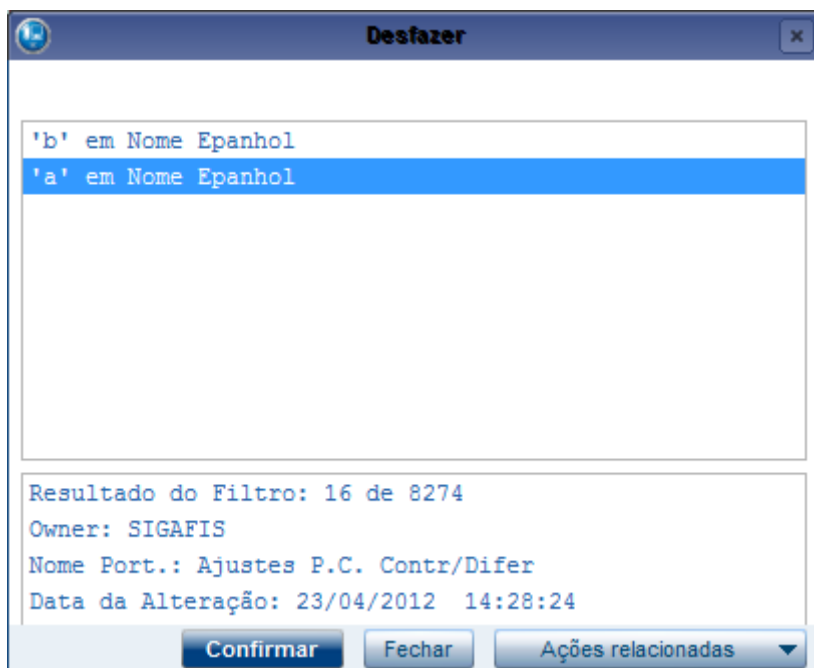 Desfazer
'b' em Nome Epanhol
'a' em Nome Epanhol
Resultado do Filtro: 16 de 8274
Owner: SIGAFIS
Nome Port.: Ajustes P.C. Contr/Difer
Data da Alteração: 23/04/2012 14:28:24
Confirmar Fechar Ações relacionadas